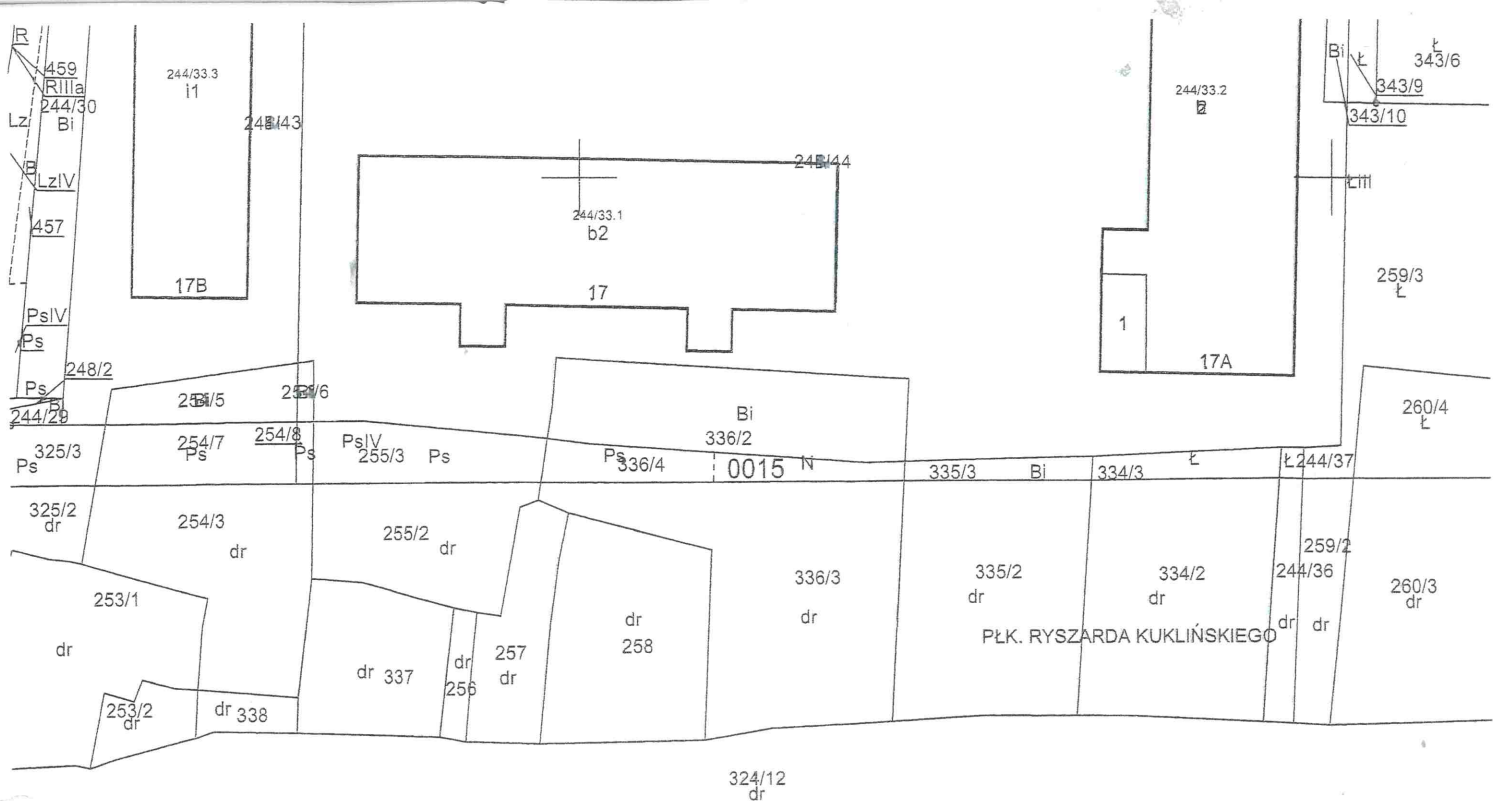 R
459
RIIIa
244/30
Bi
Lz
B
LzIV
457
PsIV
Ps
248/2
Ps
244/29
244/33.3
i1
17B
244/33.1
b2
17
244/33.2
1
17A
Bi
Ł
Ł
343/6
343/9
343/10
ŁIII
259/3
Ł
260/4
Ł
254/7
Ps
254/8
Ps
PsIV
255/3
Ps
Bi
336/2
Ps
336/4
0015
N
335/3
Bi
334/3
Ł
Ł
244/37
325/3
Ps
325/2
dr
254/3
dr
255/2
dr
336/3
dr
335/2
dr
334/2
dr
259/2
244/36
dr
dr
260/3
dr
PŁK. RYSZARDA KUKLIŃSKIEGO
253/1
dr
253/2
dr
dr
338
dr
337
dr
256
257
dr
dr
258
324/12
dr